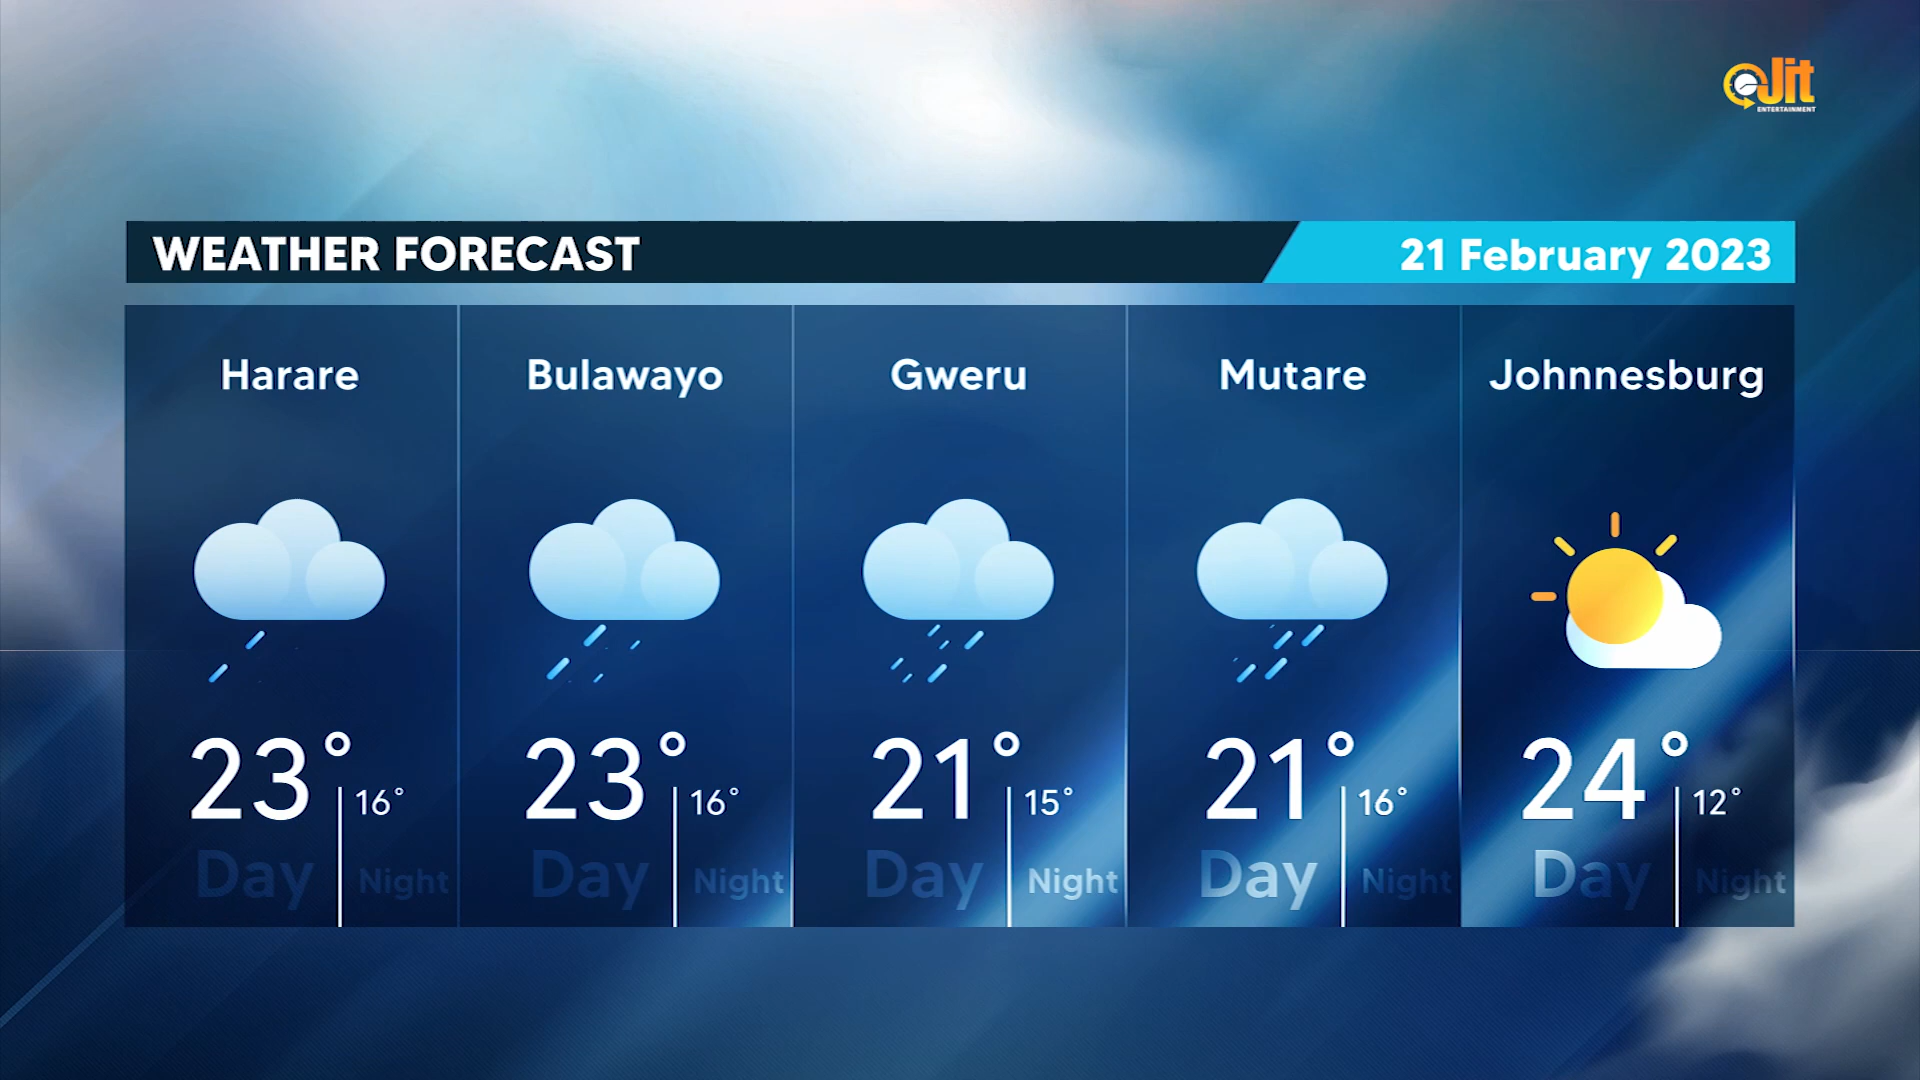 Jit
ENTERTAINMENT
WEATHER FORECAST
21 February 2023
Harare
Bulawayo
Gweru
Mutare
Johnnesburg
23° 16°
23° 16°
21° 15°
21° 16°
24° 12°
Day Night
Day Night
Day Night
Day Night
Day Night